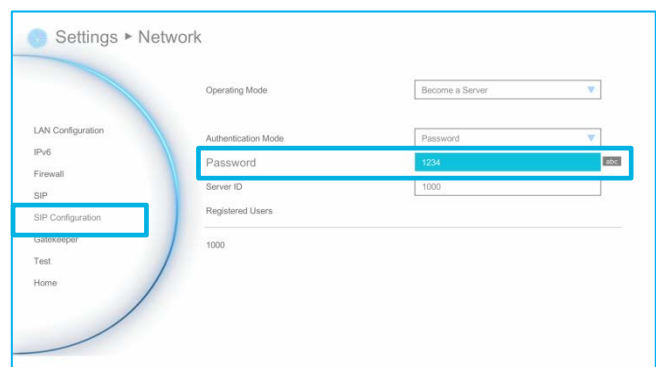 Settings ▸ Network
Operating Mode Become a Server
LAN Configuration
Authentication Mode Password
IPv6
Password 1234 abc
Firewall
Server ID 1000
SIP
Registered Users
SIP Configuration
Gatekeeper
1000
Test
Home